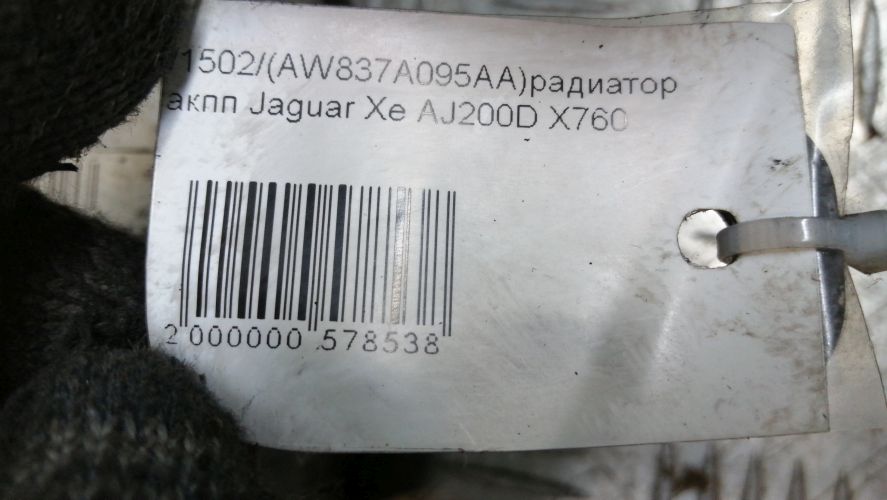 /1502/(AW837A095AA)радиатор
акпп Jaguar Xe AJ200D X760
2 000000 578538